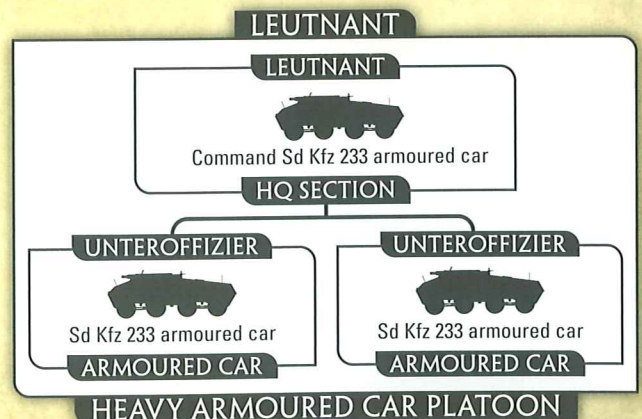 LEUTNANT
LEUTNANT
Command Sd Kfz 233 armoured car
HQ SECTION
UNTEROFFIZIER
Sd Kfz 233 armoured car
ARMOURED CAR
UNTEROFFIZIER
Sd Kfz 233 armoured car
ARMOURED CAR
HEAVY ARMOURED CAR PLATOON